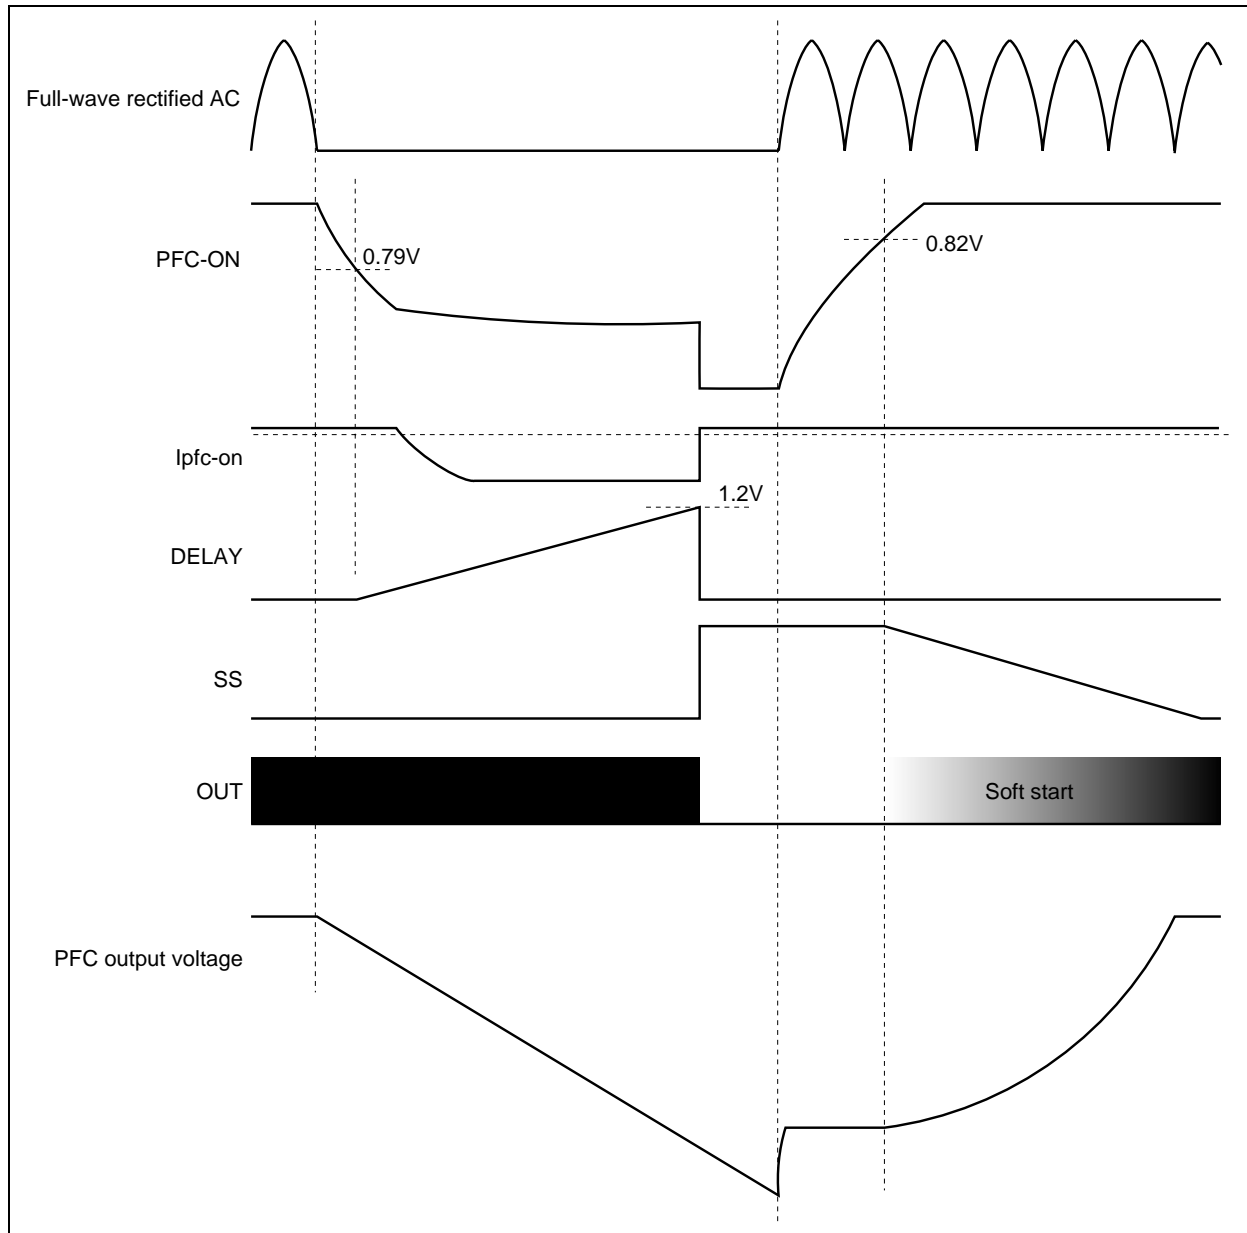 Full-wave rectified AC
PFC-ON
0.79V
0.82V
Ipfc-on
1.2V
DELAY
SS
OUT
Soft start
PFC output voltage